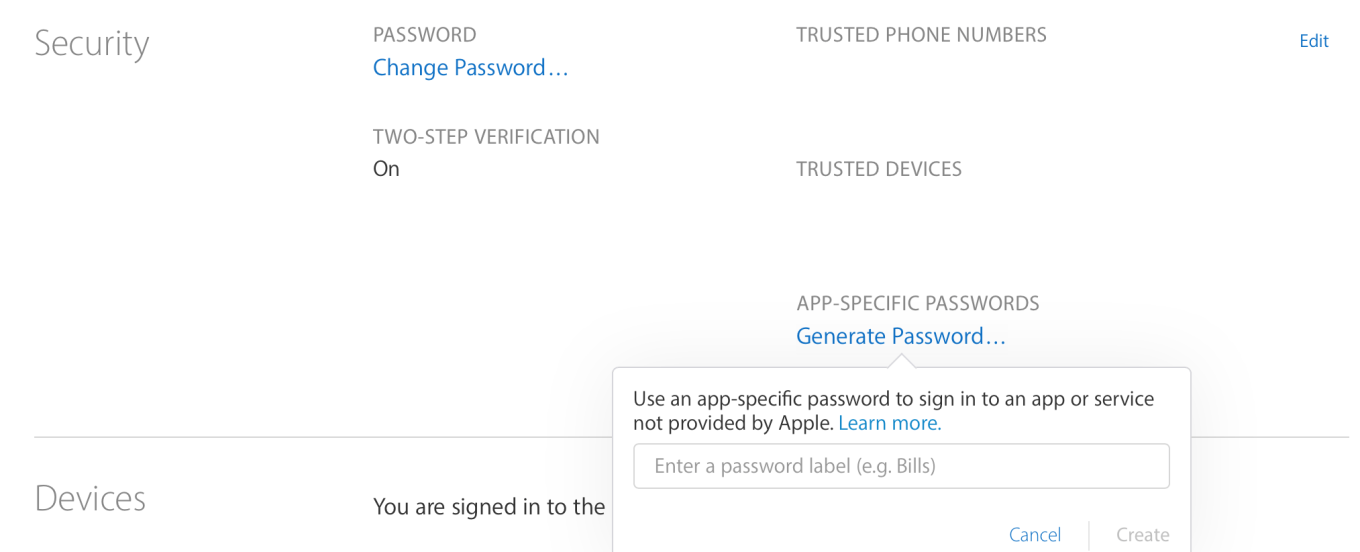 Security
PASSWORD
Change Password...
TWO-STEP VERIFICATION
On
TRUSTED PHONE NUMBERS
Edit
TRUSTED DEVICES
APP-SPECIFIC PASSWORDS
Generate Password...
Use an app-specific password to sign in to an app or service
not provided by Apple. Learn more.
Enter a password label (e.g. Bills)
Cancel
Create
Devices
You are signed in to the